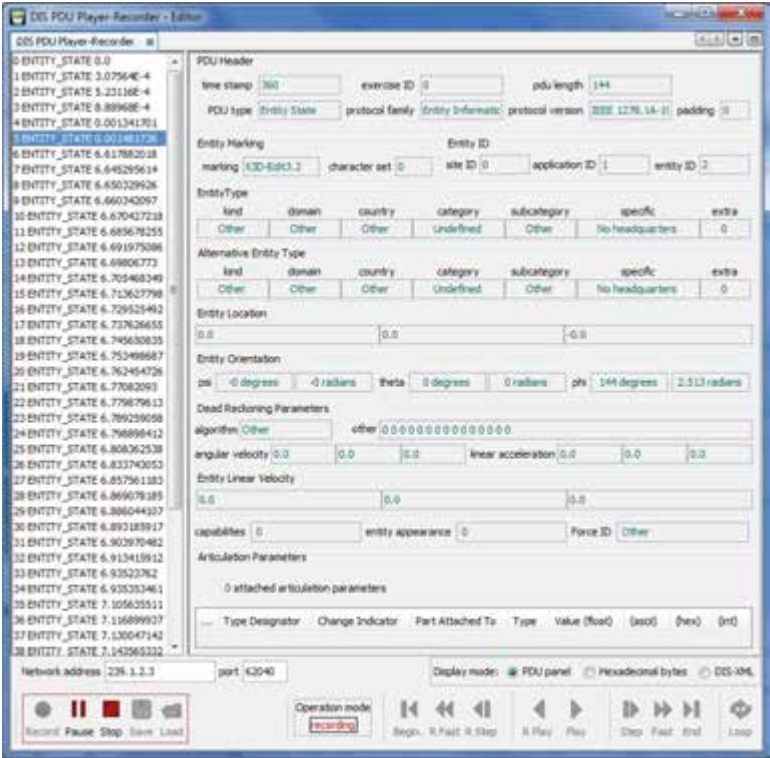 DIS PDU Player-Recorder - Editor
DIS PDU Player-Recorder
0 ENTITY_STATE 0.0
1 ENTITY_STATE 3.07564E-4
2 ENTITY_STATE 5.23116E-4
3 ENTITY_STATE 8.88968E-4
4 ENTITY_STATE 0.001341701
5 ENTITY_STATE 0.001481726
6 ENTITY_STATE 6.617882018
7 ENTITY_STATE 6.645295614
8 ENTITY_STATE 6.650329926
9 ENTITY_STATE 6.660342097
10 ENTITY_STATE 6.670427218
11 ENTITY_STATE 6.685678255
12 ENTITY_STATE 6.691975086
13 ENTITY_STATE 6.69806773
14 ENTITY_STATE 6.705468349
15 ENTITY_STATE 6.713627798
16 ENTITY_STATE 6.729525492
17 ENTITY_STATE 6.737626655
18 ENTITY_STATE 6.745630835
19 ENTITY_STATE 6.753498687
20 ENTITY_STATE 6.762454726
21 ENTITY_STATE 6.77082093
22 ENTITY_STATE 6.779879613
23 ENTITY_STATE 6.789259058
24 ENTITY_STATE 6.798898412
25 ENTITY_STATE 6.808362538
26 ENTITY_STATE 6.833743053
27 ENTITY_STATE 6.857561183
28 ENTITY_STATE 6.869078185
29 ENTITY_STATE 6.886044107
30 ENTITY_STATE 6.893185917
31 ENTITY_STATE 6.903970482
32 ENTITY_STATE 6.913415912
33 ENTITY_STATE 6.93523762
34 ENTITY_STATE 6.935353461
35 ENTITY_STATE 7.105635511
36 ENTITY_STATE 7.116899937
37 ENTITY_STATE 7.130047142
38 ENTITY_STATE 7.143565332
PDU Header
time stamp 360 exercise ID 0 pdu length 144
PDU type Entity State protocol family Entity Informatic protocol version IEEE 1278.1A-19 padding 0
Entity Marking Entity ID
marking X3D-Edit3.2 character set 0 site ID 0 application ID 1 entity ID 2
EntityType
kind domain country category subcategory specific extra
Other Other Other Undefined Other No headquarters 0
Alternative Entity Type
kind domain country category subcategory specific extra
Other Other Other Undefined Other No headquarters 0
Entity Location
0.0 0.0 -0.0
Entity Orientation
psi -0 degrees -0 radians theta 0 degrees 0 radians phi 144 degrees 2.513 radians
Dead Reckoning Parameters
algorithm Other other 0 0 0 0 0 0 0 0 0 0 0 0 0 0 0
angular velocity 0.0 0.0 0.0 linear acceleration 0.0 0.0 0.0
Entity Linear Velocity
0.0 0.0 0.0
capabilities 0 entity appearance 0 Force ID Other
Articulation Parameters
0 attached articulation parameters
... Type Designator Change Indicator Part Attached To Type Value (float) (ascii) (hex) (int)
Network address 239.1.2.3 port 62040 Display mode: PDU panel Hexadecimal bytes DIS-XML
Operation mode
recording
Record Pause Stop Save Load Begin. R.Fast R.Step R.Play Play Step Fast End Loop